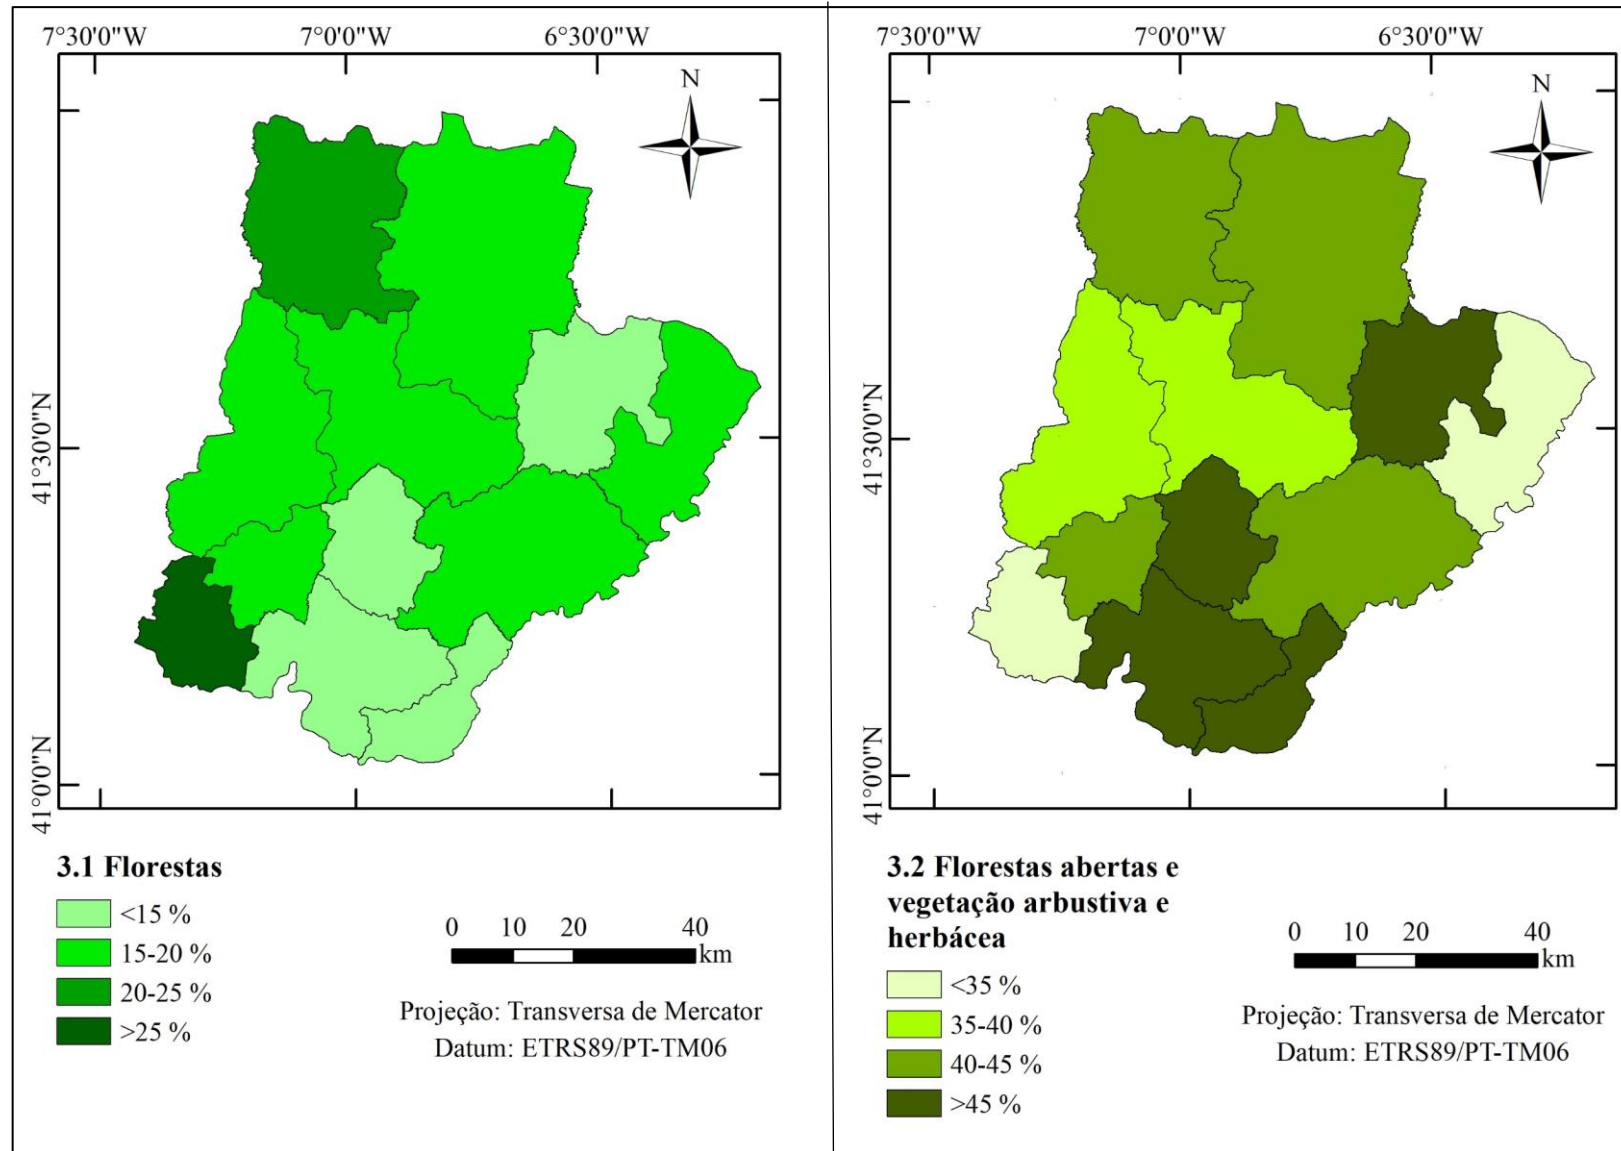 7°30'0"W 7°0'0"W 6°30'0"W
N
41°30'0"N
41°0'0"N
3.1 Florestas
<15 %
15-20 %
20-25 %
>25 %
0 10 20 40
km
Projeção: Transversa de Mercator
Datum: ETRS89/PT-TM06
7°30'0"W 7°0'0"W 6°30'0"W
N
41°30'0"N
41°0'0"N
3.2 Florestas abertas e
vegetação arbustiva e
herbácea
<35 %
35-40 %
40-45 %
>45 %
0 10 20 40
km
Projeção: Transversa de Mercator
Datum: ETRS89/PT-TM06